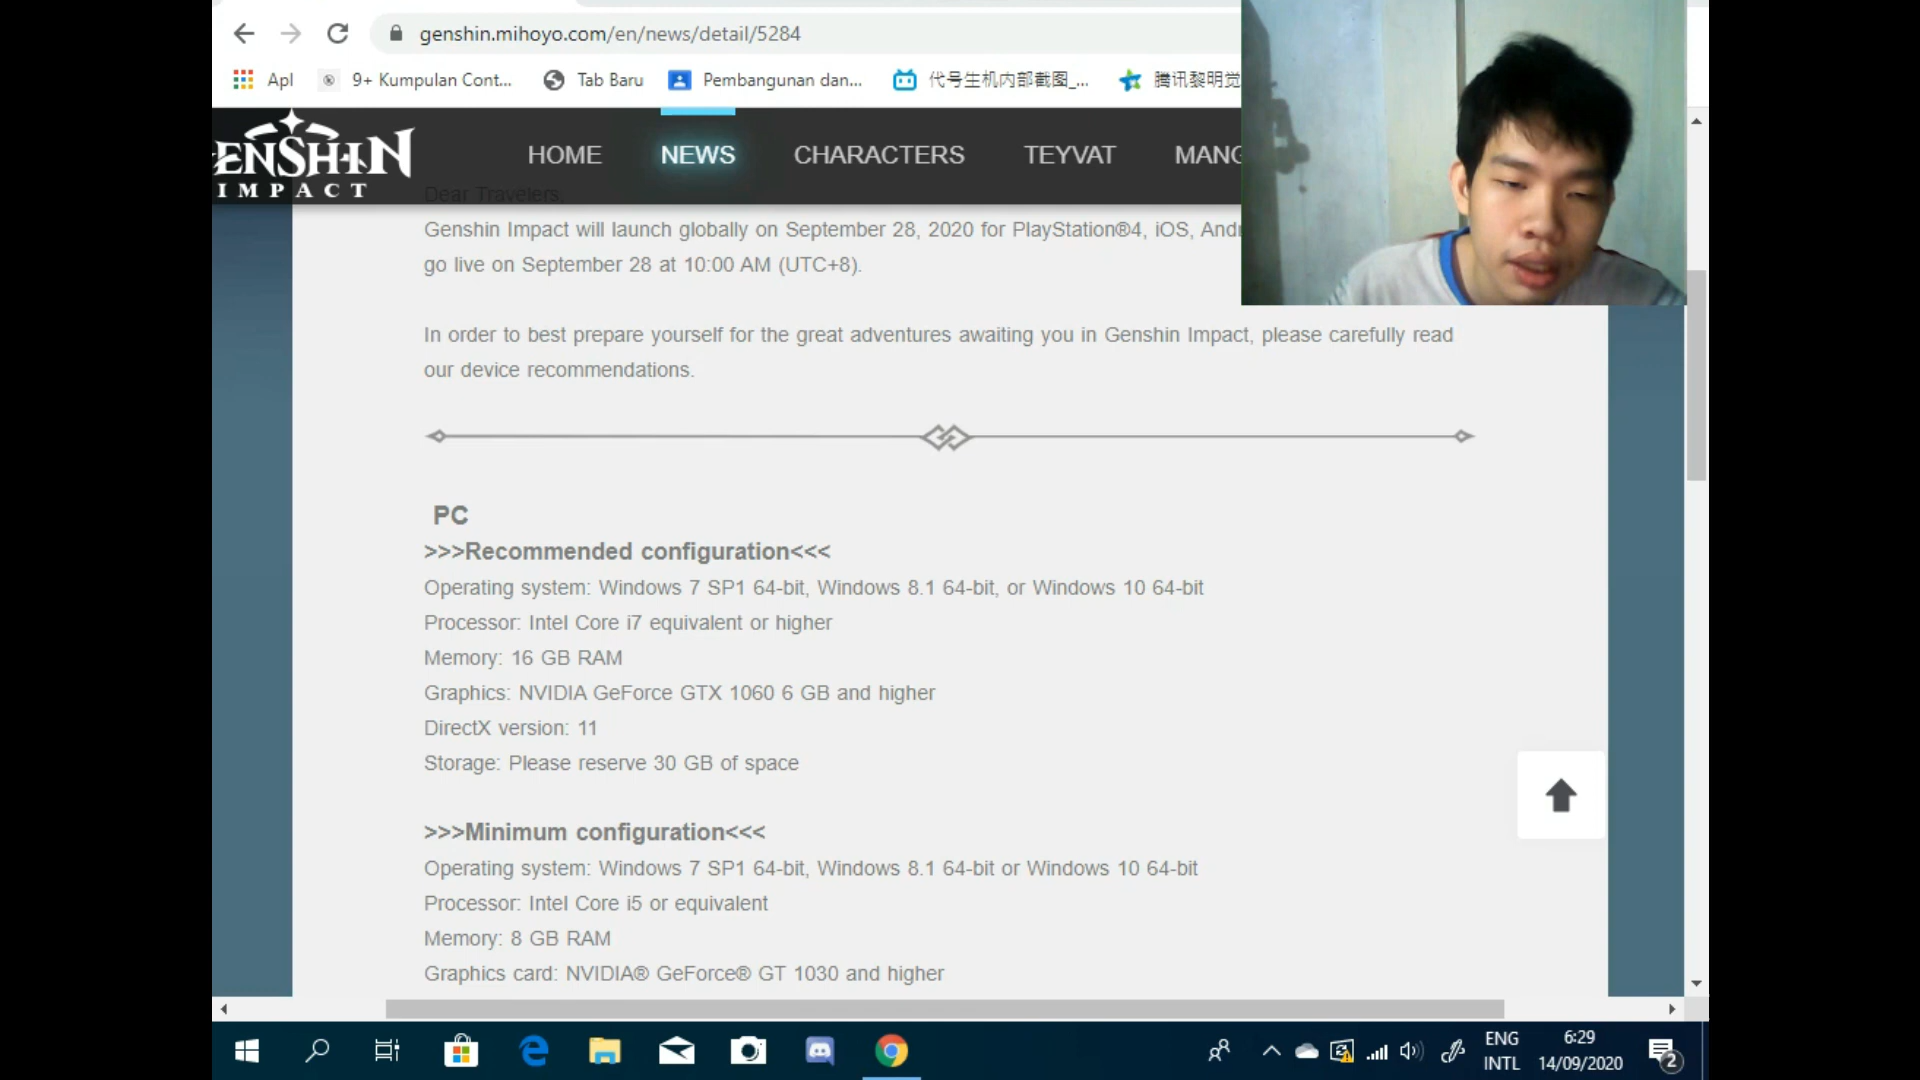 genshin.mihoyo.com/en/news/detail/5284
Apl 9+ Kumpulan Cont... Tab Baru Pembangunan dan... 代号生机内部截图_... 腾讯黎明觉
ENSHIN
IMPACT
HOME NEWS CHARACTERS TEYVAT MANG
Dear Travelers,
Genshin Impact will launch globally on September 28, 2020 for PlayStation®4, iOS, Andr
go live on September 28 at 10:00 AM (UTC+8).
In order to best prepare yourself for the great adventures awaiting you in Genshin Impact, please carefully read
our device recommendations.
PC
>>>Recommended configuration<<<
Operating system: Windows 7 SP1 64-bit, Windows 8.1 64-bit, or Windows 10 64-bit
Processor: Intel Core i7 equivalent or higher
Memory: 16 GB RAM
Graphics: NVIDIA GeForce GTX 1060 6 GB and higher
DirectX version: 11
Storage: Please reserve 30 GB of space
>>>Minimum configuration<<<
Operating system: Windows 7 SP1 64-bit, Windows 8.1 64-bit or Windows 10 64-bit
Processor: Intel Core i5 or equivalent
Memory: 8 GB RAM
Graphics card: NVIDIA® GeForce® GT 1030 and higher
ENG 6:29
INTL 14/09/2020 2